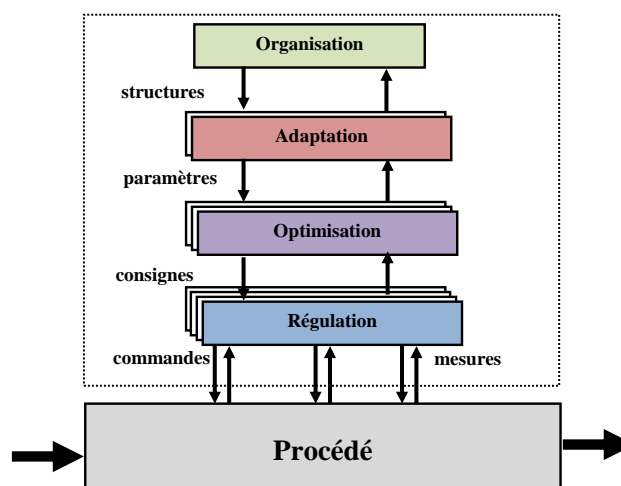 Organisation
structures
Adaptation
paramètres
Optimisation
consignes
Régulation
commandes
mesures
Procédé